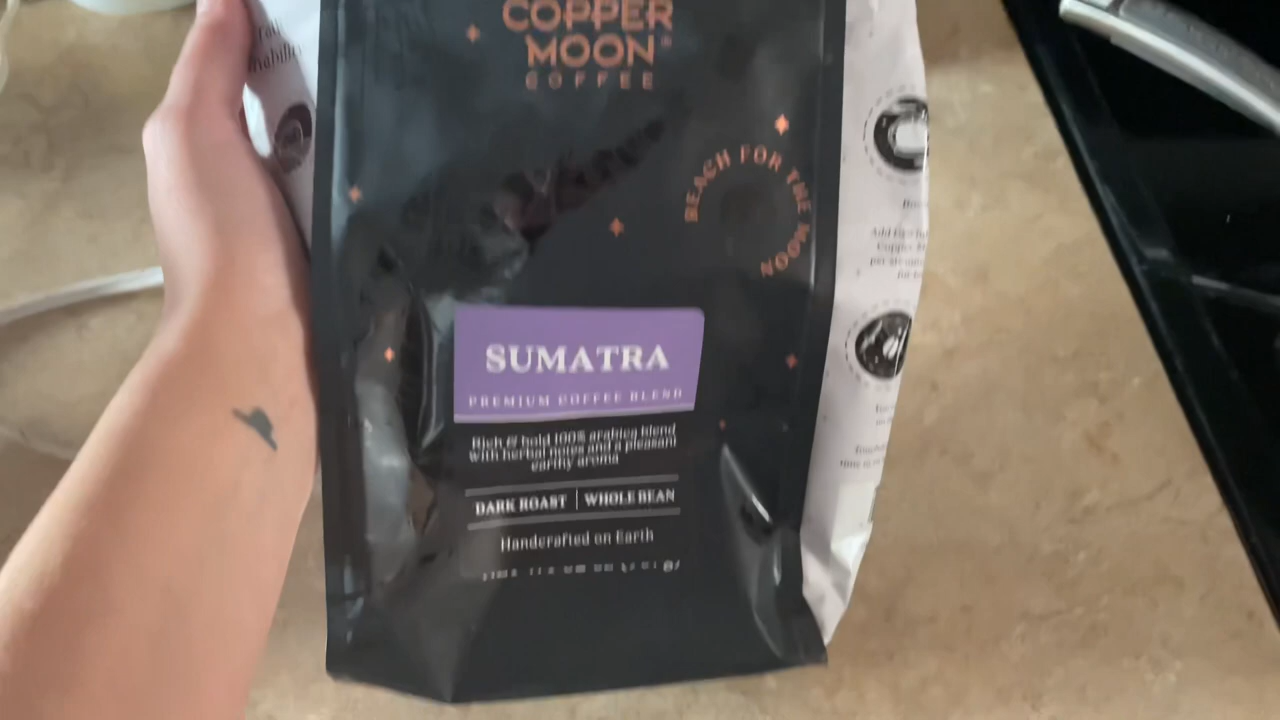 COPPER
MOON
COFFEE
REACH FOR THE MOON
SUMATRA
PREMIUM COFFEE BLEND
Rich & bold 100% arabica blend
with herbal notes and a pleasant
earthy aroma
DARK ROAST | WHOLE BEAN
Handcrafted on Earth